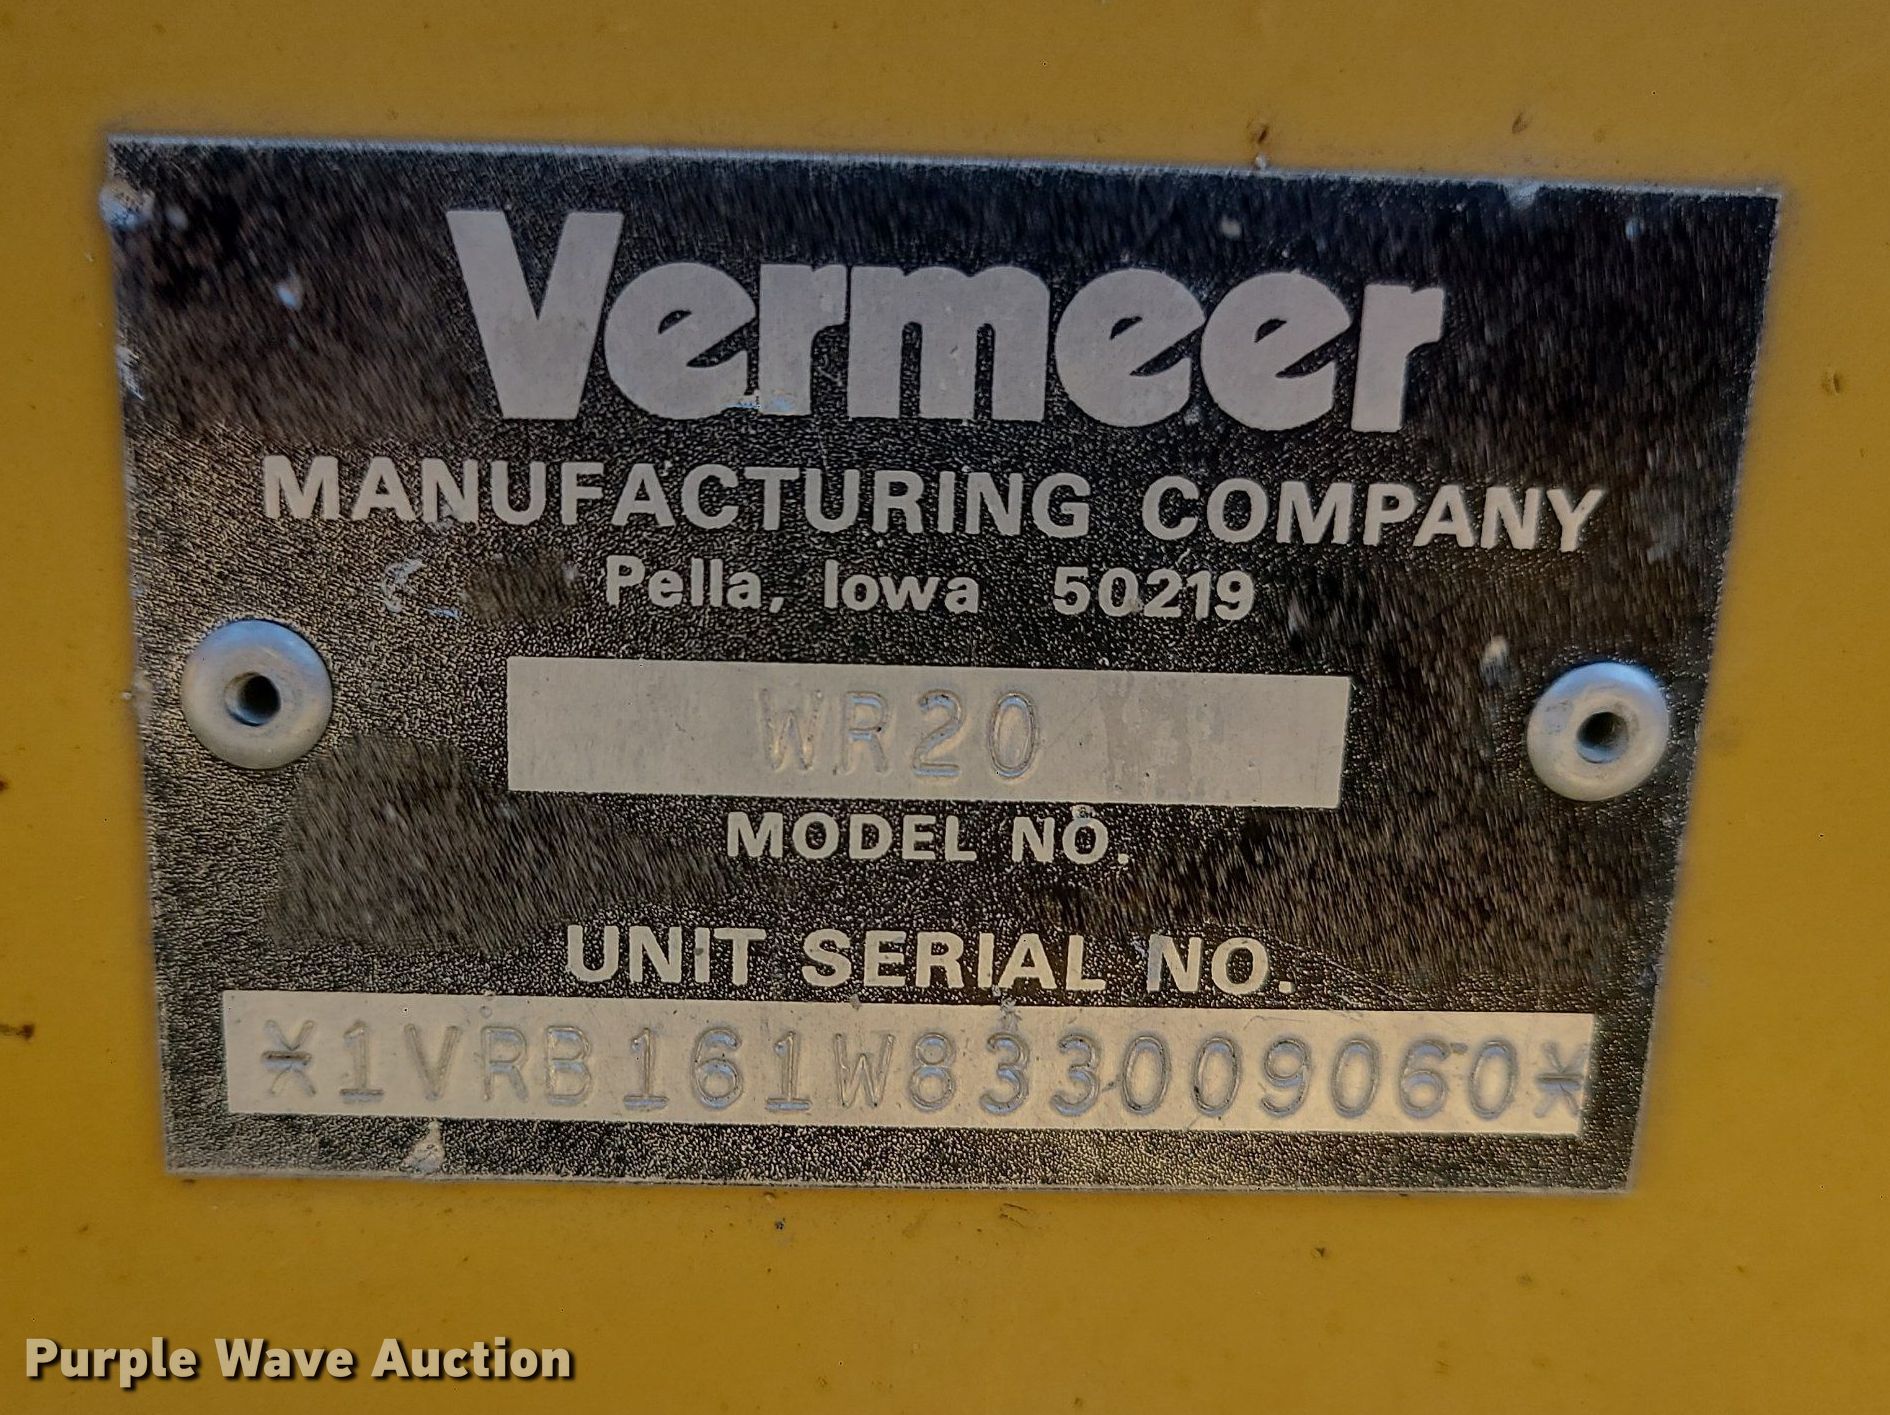 Vermeer
MANUFACTURING COMPANY
Pella, Iowa 50219
WR20
MODEL NO.
UNIT SERIAL NO.
*1VRB161W833009060*
Purple Wave Auction